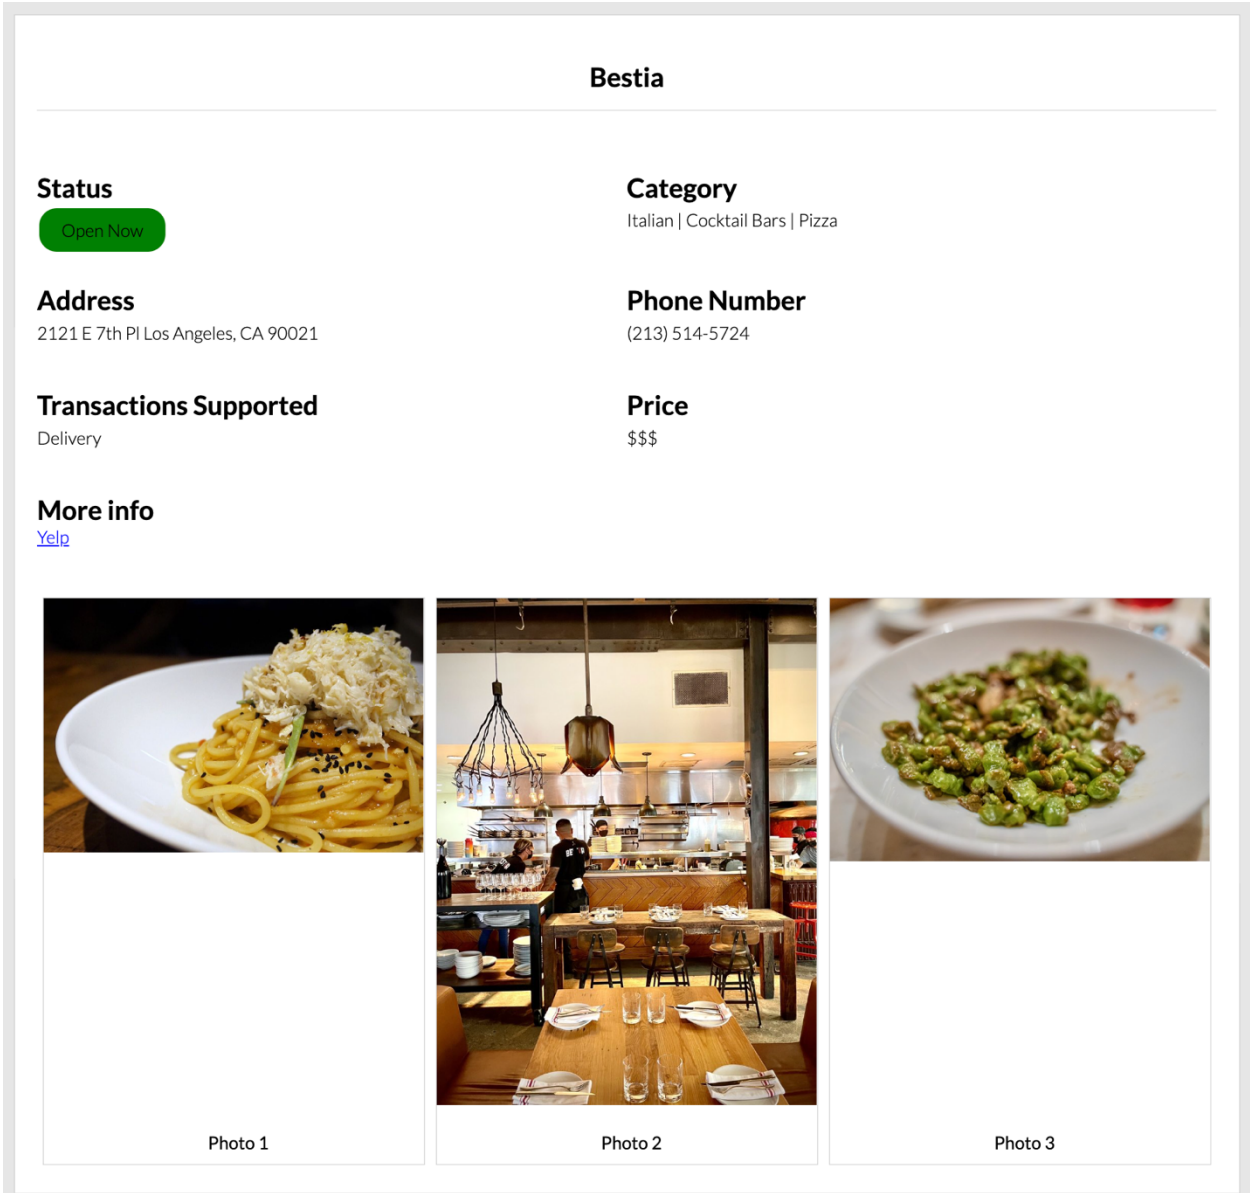 Bestia
Status
Open Now
Category
Italian | Cocktail Bars | Pizza
Address
2121 E 7th Pl Los Angeles, CA 90021
Phone Number
(213) 514-5724
Transactions Supported
Delivery
Price
$$$
More info
Yelp
Photo 1
Photo 2
Photo 3